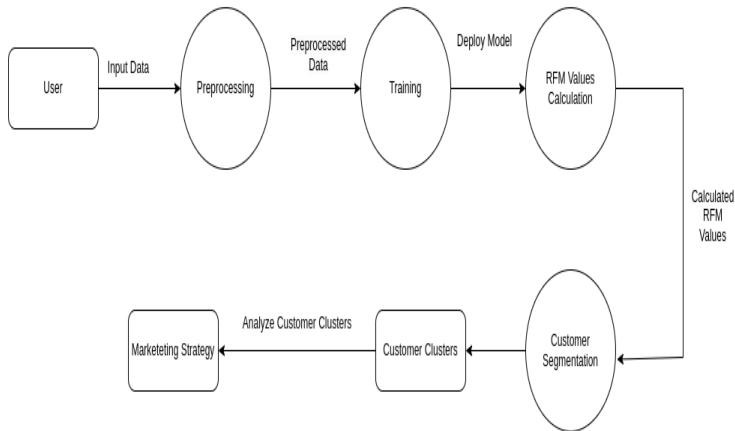 User
Input Data
Preprocessing
Preprocessed
Data
Training
Deploy Model
RFM Values
Calculation
Calculated
RFM
Values
Customer
Segmentation
Customer Clusters
Analyze Customer Clusters
Marketeting Strategy